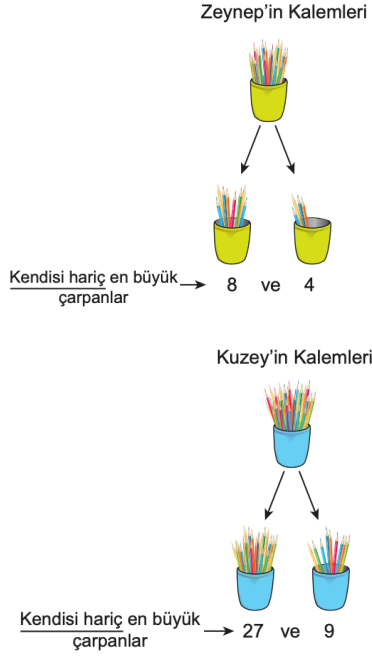 Zeynep'in Kalemleri
Kendisi hariç en büyük
çarpanlar
8 ve 4
Kuzey'in Kalemleri
Kendisi hariç en büyük
çarpanlar
27 ve 9